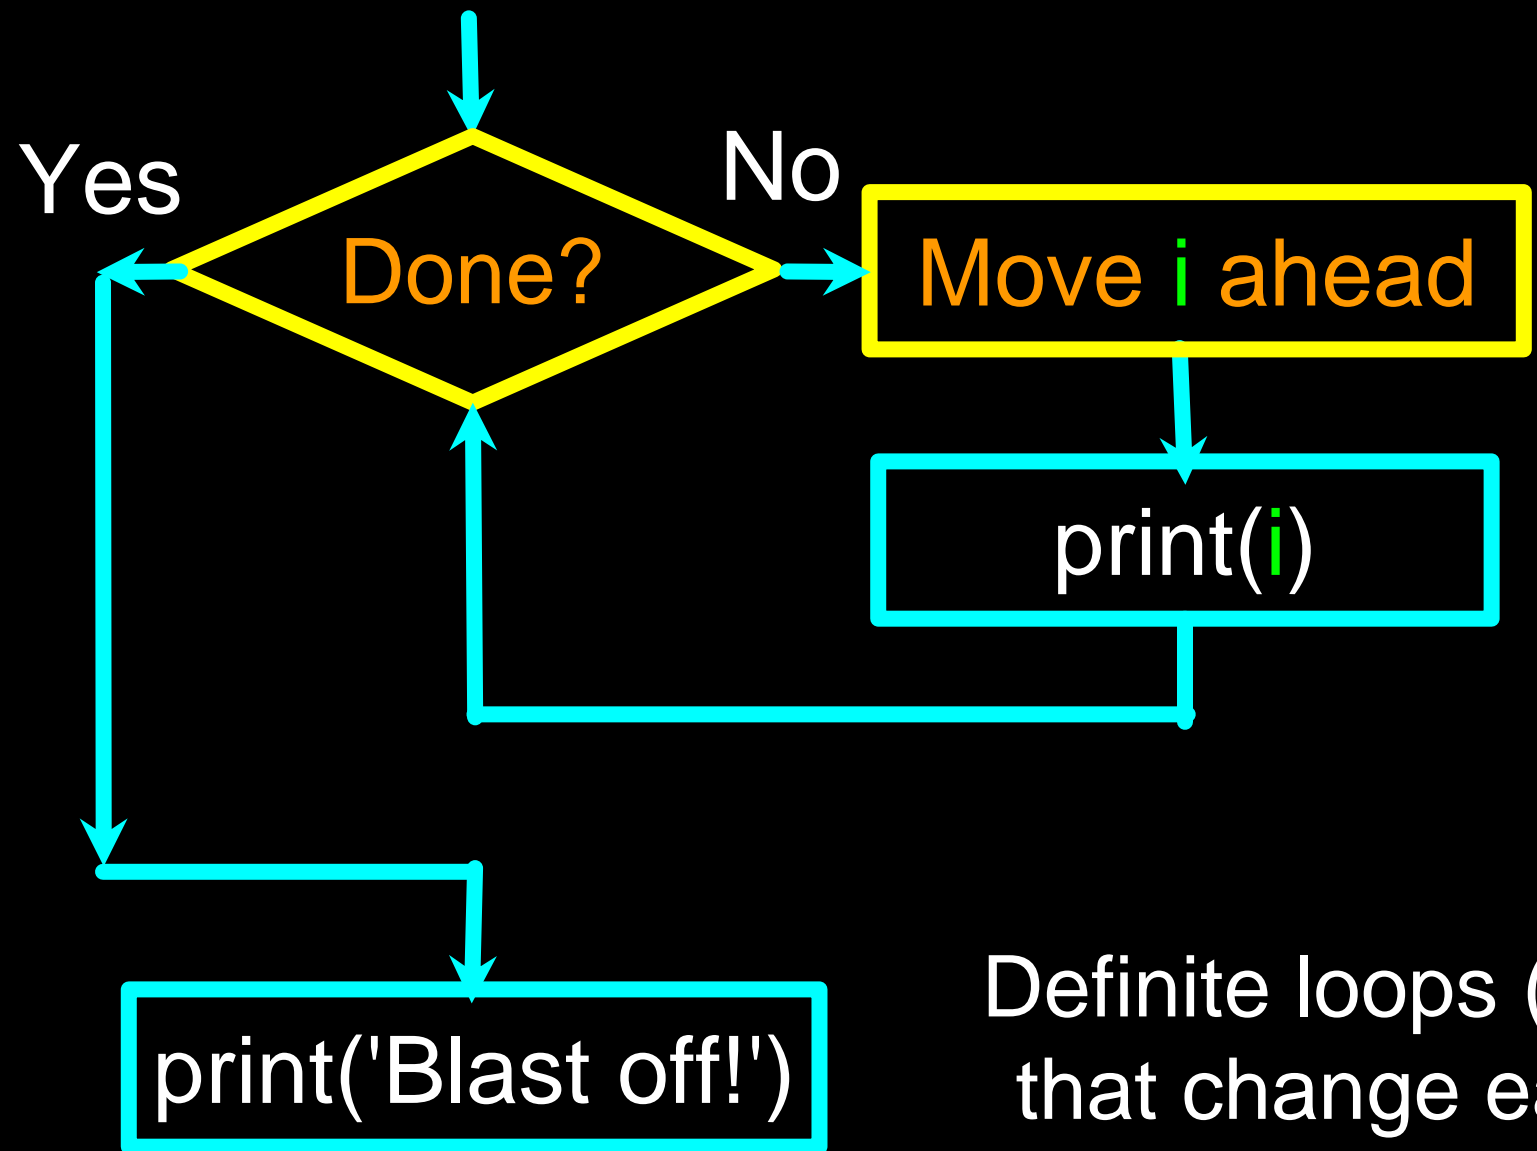 Yes
No
Done?
Move i ahead
print(i)
print('Blast off!')
Definite loops (
that change